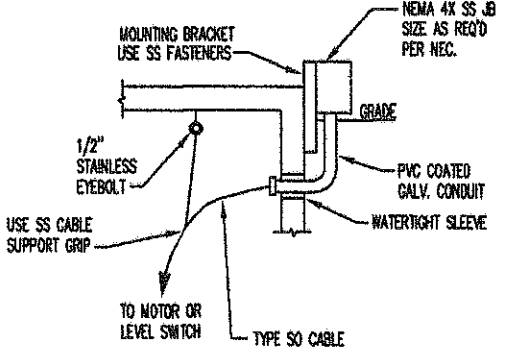 NEMA 4X SS JB
SIZE AS REQ'D
PER NEC.
MOUNTING BRACKET
USE SS FASTENERS
GRADE
1/2"
STAINLESS
EYEBOLT
PVC COATED
GALV. CONDUIT
WATERTIGHT SLEEVE
USE SS CABLE
SUPPORT GRIP
TO MOTOR OR
LEVEL SWITCH
TYPE SO CABLE